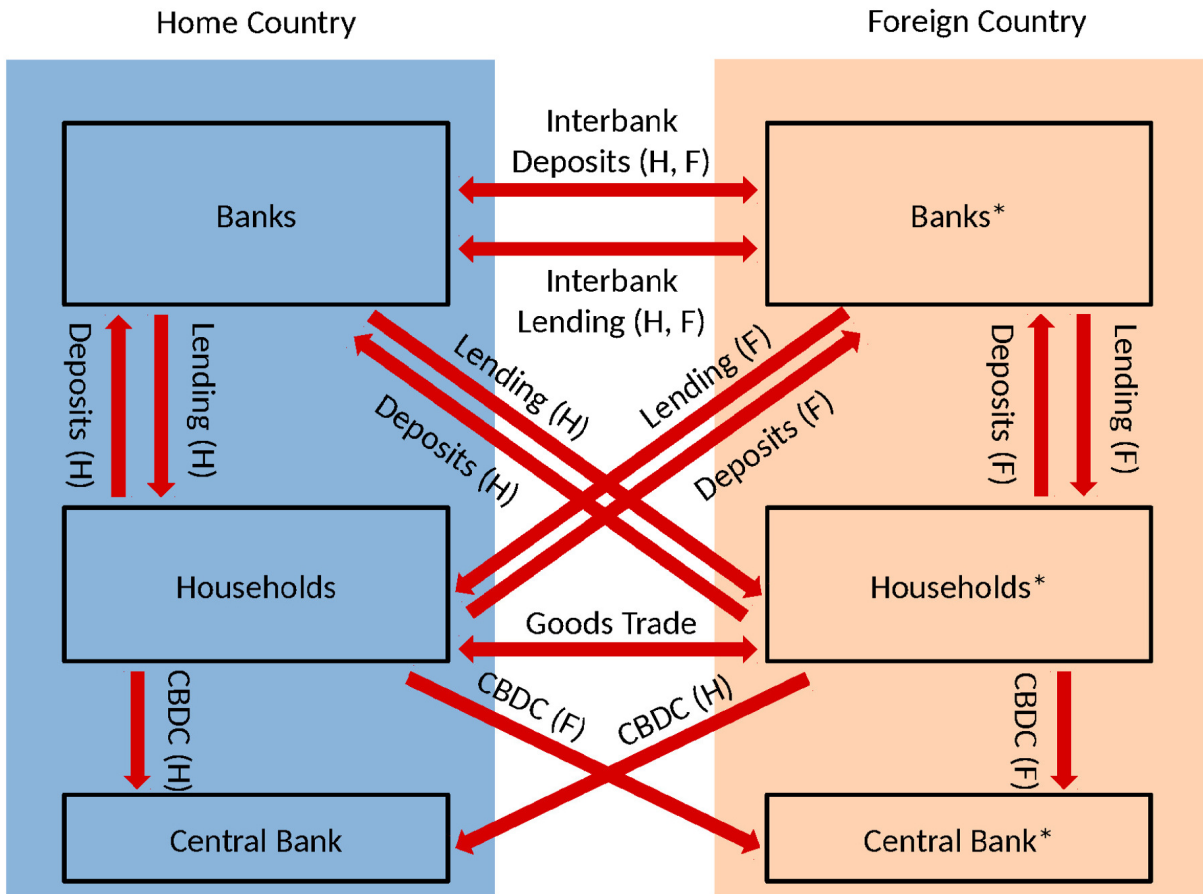 Home Country
Foreign Country
Interbank
Deposits (H, F)
Banks
Banks*
Interbank
Lending (H, F)
Deposits (H)
Lending (H)
Lending (H)
Deposits (H)
Lending (F)
Deposits (F)
Deposits (F)
Lending (F)
Households
Households*
Goods Trade
CBDC (H)
CBDC (F)
CBDC (H)
CBDC (F)
Central Bank
Central Bank*